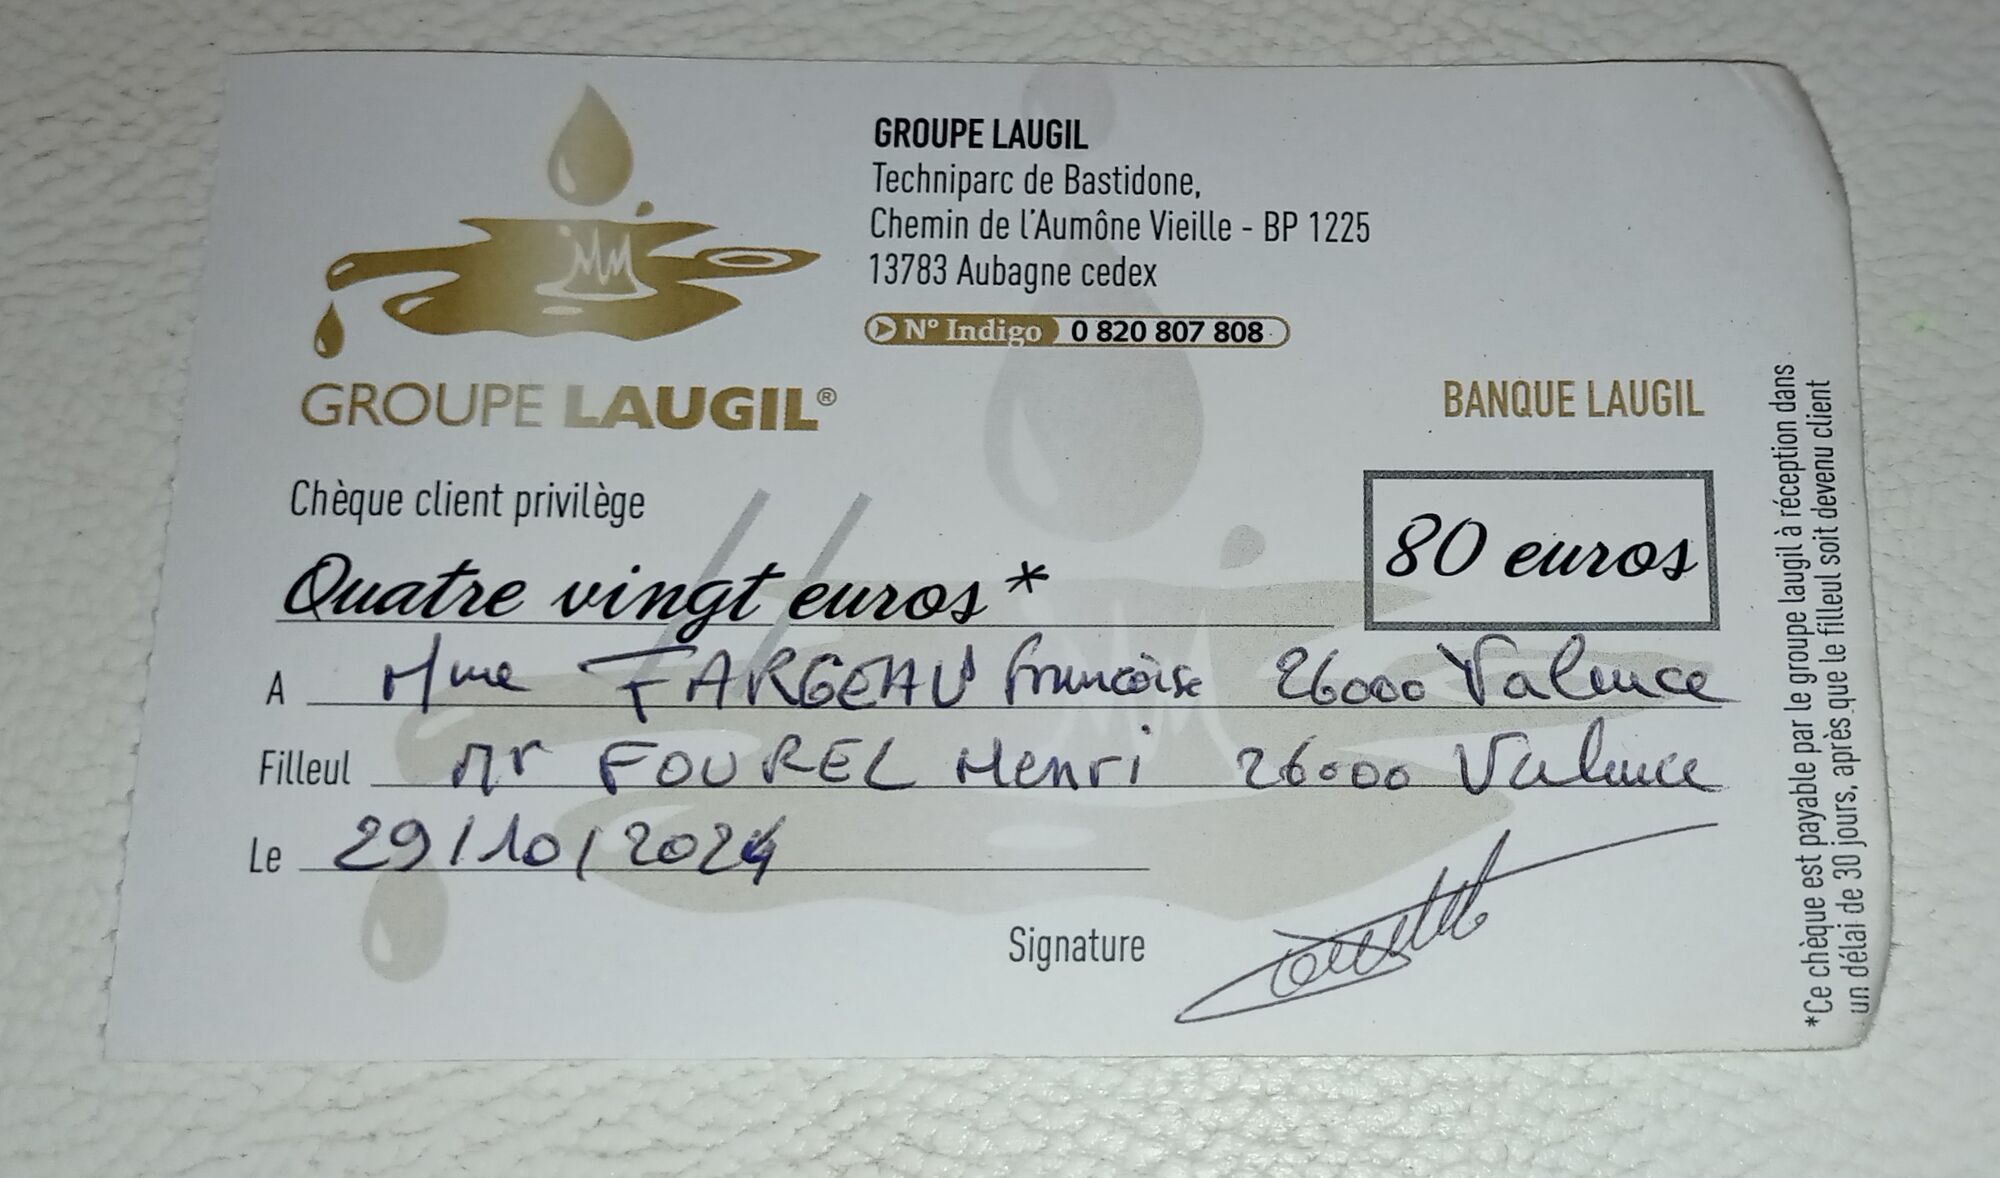 GROUPE LAUGIL
Techniparc de Bastidone,
Chemin de l'Aumône Vieille - BP 1225
13783 Aubagne cedex
N° Indigo 0 820 807 808
GROUPE LAUGIL®
BANQUE LAUGIL
Chèque client privilège
Quatre vingt euros*
80 euros
A Mme FARGEAU françoise 26000 Valence
Filleul Mr FOUREL Henri 26000 Valence
Le 29/10/2024
Signature
*Ce chèque est payable par le groupe laugil à réception dans
un délai de 30 jours, après que le filleul soit devenu client